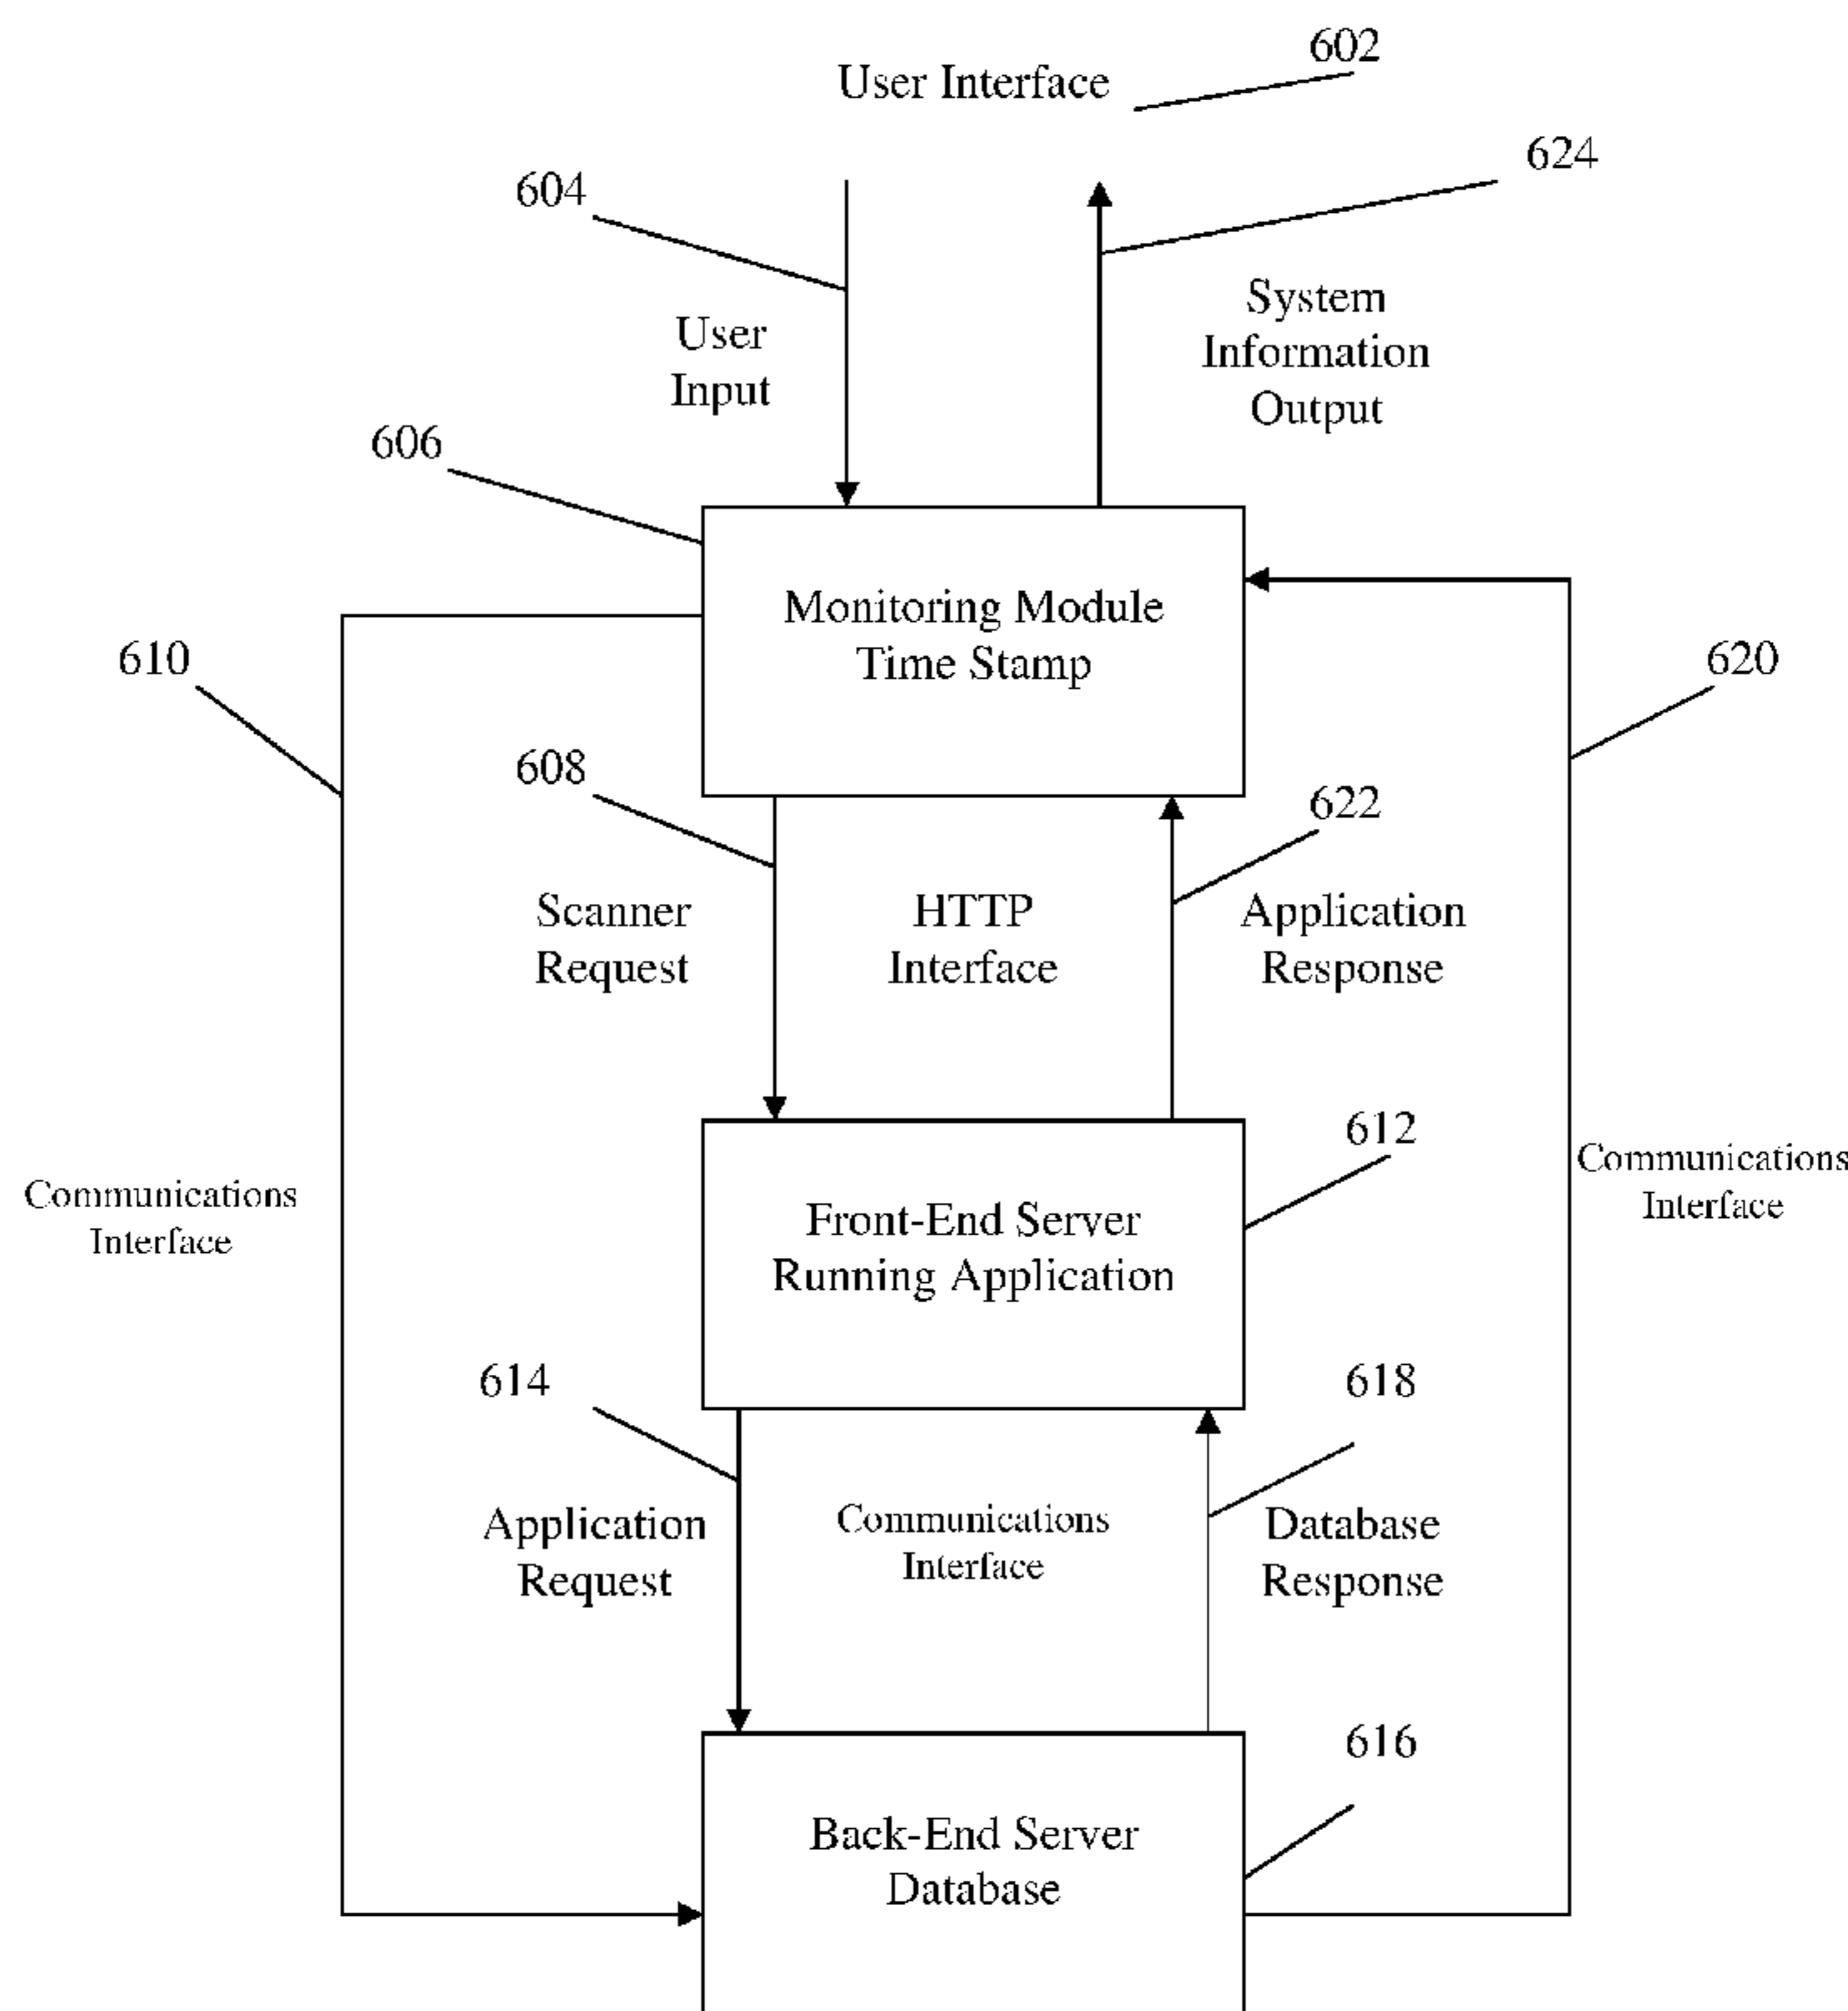 602
User Interface
624
604
System
Information
Output
User
Input
606
Monitoring Module
Time Stamp
610
620
608
622
Scanner
Request
HTTP
Interface
Application
Response
612
Communications
Interface
Communications
Interface
Front-End Server
Running Application
614
618
Application
Request
Communications
Interface
Database
Response
616
Back-End Server
Database